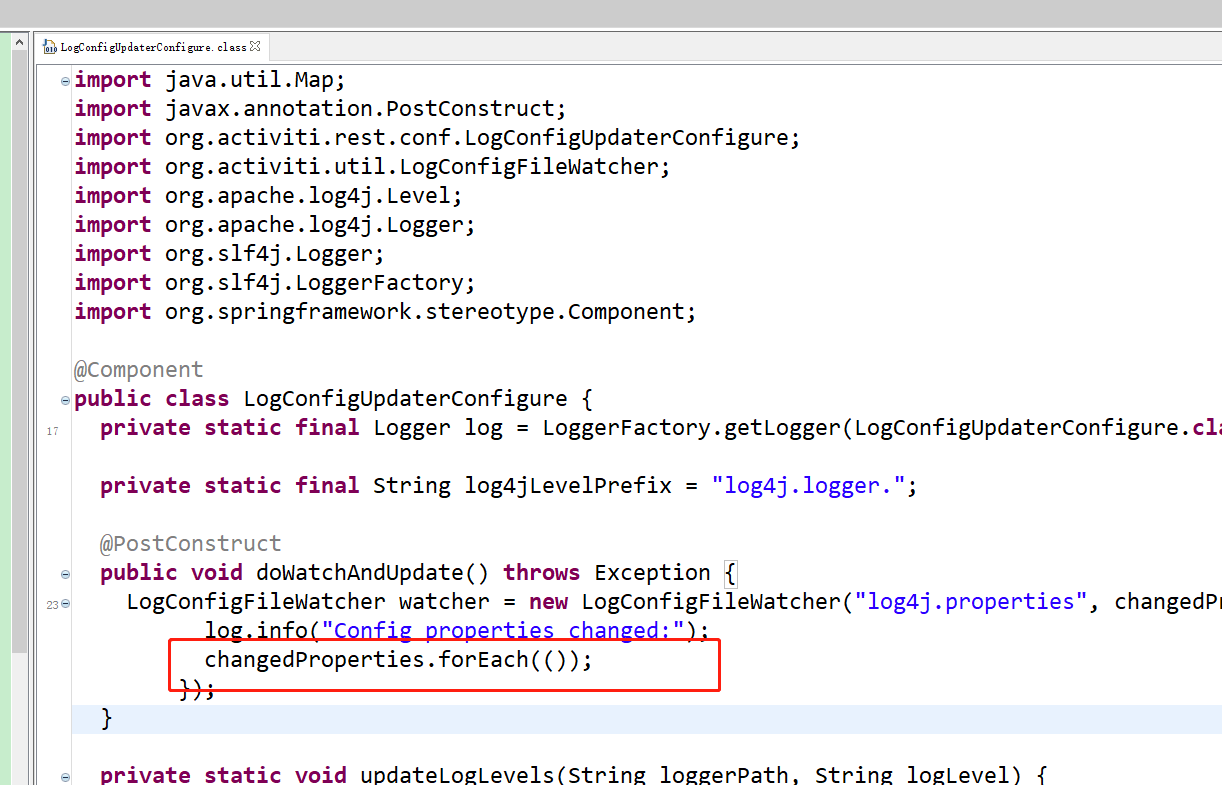 LogConfigUpdaterConfigure.class
import java.util.Map;
import javax.annotation.PostConstruct;
import org.activiti.rest.conf.LogConfigUpdaterConfigure;
import org.activiti.util.LogConfigFileWatcher;
import org.apache.log4j.Level;
import org.apache.log4j.Logger;
import org.slf4j.Logger;
import org.slf4j.LoggerFactory;
import org.springframework.stereotype.Component;
@Component
public class LogConfigUpdaterConfigure {
17 private static final Logger log = LoggerFactory.getLogger(LogConfigUpdaterConfigure.cla
private static final String log4jLevelPrefix = "log4j.logger.";
@PostConstruct
public void doWatchAndUpdate() throws Exception {
23 LogConfigFileWatcher watcher = new LogConfigFileWatcher("log4j.properties", changedPr
log.info("Config properties changed:");
changedProperties.forEach(());
});
}
private static void updateLogLevels(String loggerPath, String logLevel) {